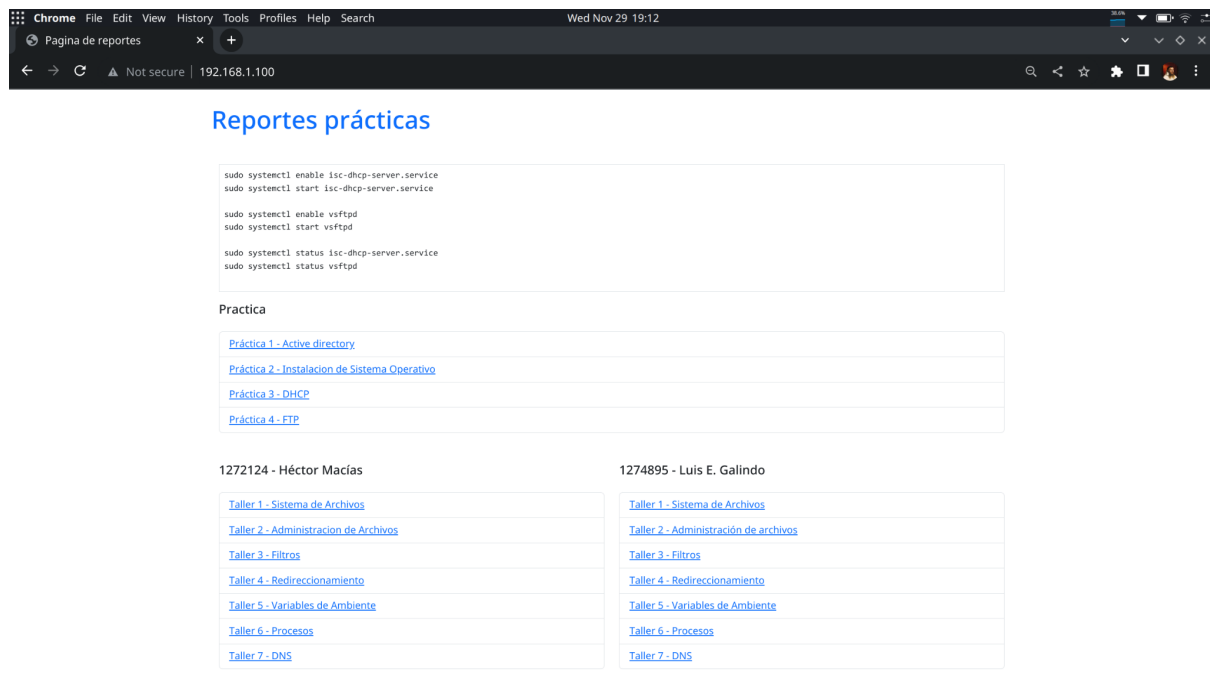 Chrome File Edit View History Tools Profiles Help Search Wed Nov 29 19:12 38.6%
Pagina de reportes
Not secure 192.168.1.100
Reportes prácticas
sudo systemctl enable isc-dhcp-server.service
sudo systemctl start isc-dhcp-server.service
sudo systemctl enable vsftpd
sudo systemctl start vsftpd
sudo systemctl status isc-dhcp-server.service
sudo systemctl status vsftpd
Practica
Práctica 1 - Active directory
Práctica 2 - Instalacion de Sistema Operativo
Práctica 3 - DHCP
Práctica 4 - FTP
1272124 - Héctor Macías
Taller 1 - Sistema de Archivos
Taller 2 - Administracion de Archivos
Taller 3 - Filtros
Taller 4 - Redireccionamiento
Taller 5 - Variables de Ambiente
Taller 6 - Procesos
Taller 7 - DNS
1274895 - Luis E. Galindo
Taller 1 - Sistema de Archivos
Taller 2 - Administración de archivos
Taller 3 - Filtros
Taller 4 - Redireccionamiento
Taller 5 - Variables de Ambiente
Taller 6 - Procesos
Taller 7 - DNS